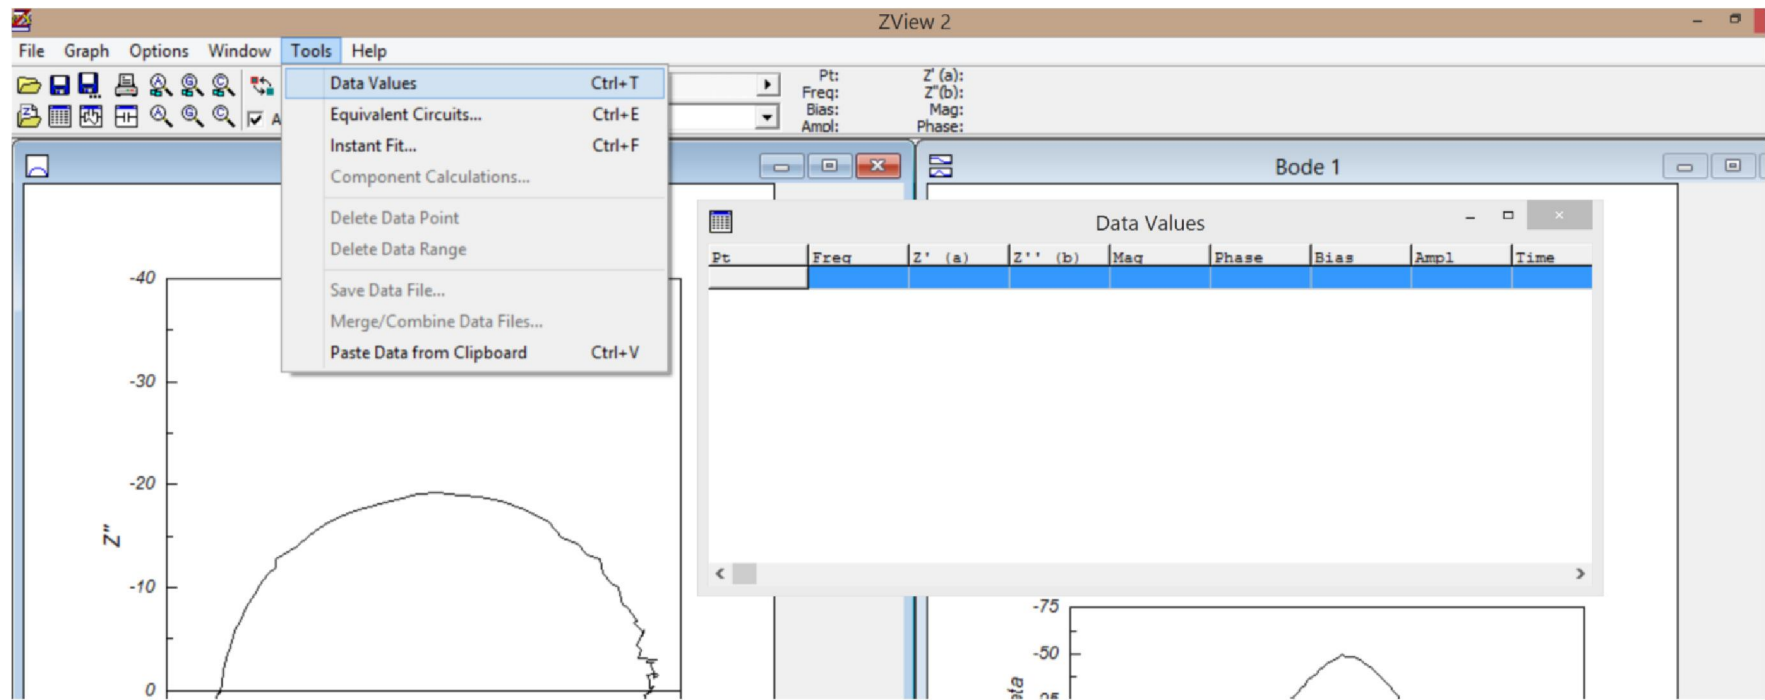 ZView 2
File Graph Options Window Tools Help
Data Values Ctrl+T
Equivalent Circuits... Ctrl+E
Instant Fit... Ctrl+F
Component Calculations...
Delete Data Point
Delete Data Range
Save Data File...
Merge/Combine Data Files...
Paste Data from Clipboard Ctrl+V
A
Pt: Z' (a):
Freq: Z"(b):
Bias: Mag:
Ampl: Phase:
Bode 1
Data Values
Pt Freq Z' (a) Z'' (b) Mag Phase Bias Ampl Time
-40
-30
-20
-10
0
Z''
-75
-50